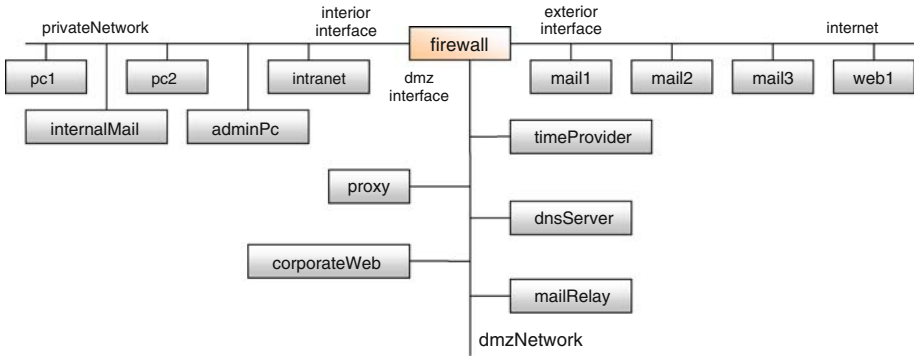 privateNetwork
interior
interface
firewall
exterior
interface
internet
pc1
pc2
intranet
dmz
interface
mail1
mail2
mail3
web1
internalMail
adminPc
timeProvider
proxy
dnsServer
corporateWeb
mailRelay
dmzNetwork